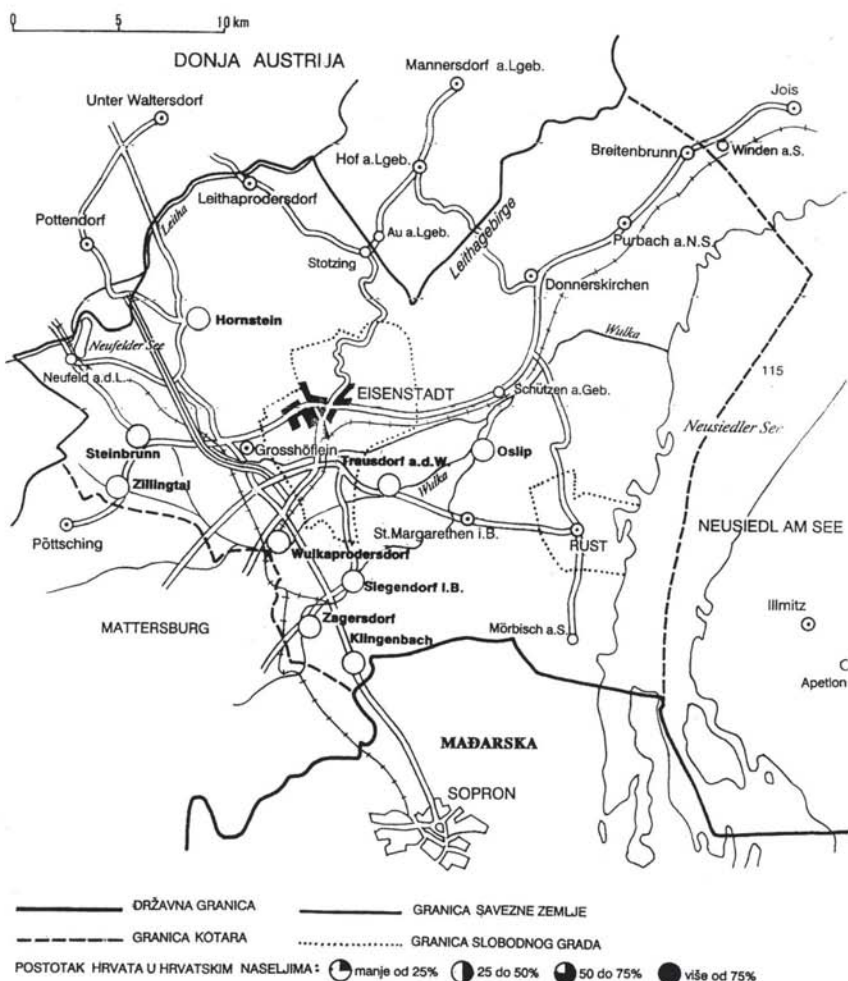 0 5 10 km
DONJA AUSTRIJA
Mannersdorf a.Lgeb.
Jois
Unter Waltersdorf
Breitenbrunn
Winden a.S.
Hof a.Lgeb.
Leithaprodersdorf
Leitha
Pottendorf
Au a.Lgeb.
Purbach a.N.S.
Stotzing
Leithagebirge
Donnerskirchen
Hornstein
Wulka
Neufelder See
Neufeld a.d.L.
115
EISENSTADT
Schützen a.Geb.
Neusiedler See
Steinbrunn
Grosshöflein
Trausdorf a.d.W.
Oslip
Zillingtal
Wulka
Pöttsching
St.Margarethen i.B.
RUST
NEUSIEDL AM SEE
Wulkaprodersdorf
Siegendorf i.B.
Illmitz
MATTERSBURG
Zagersdorf
Klingenbach
Mörbisch a.S.
Apetlon
MAĐARSKA
SOPRON
DRŽAVNA GRANICA
GRANICA SAVEZNE ZEMLJE
GRANICA KOTARA
GRANICA SLOBODNOG GRADA
POSTOTAK HRVATA U HRVATSKIM NASELJIMA: manje od 25% 25 do 50% 50 do 75% više od 75%